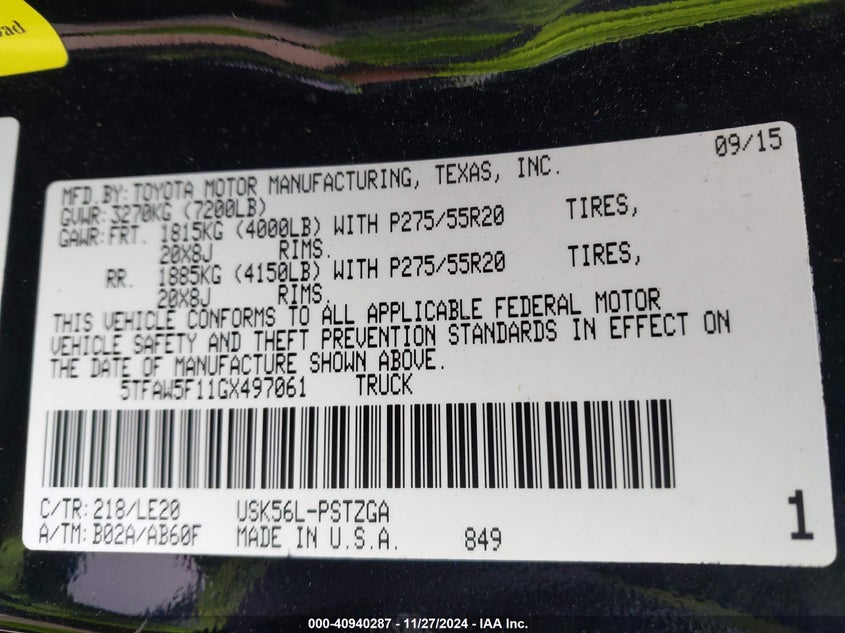 09/15
MFD.BY: TOYOTA MOTOR MANUFACTURING, TEXAS, INC.
GVWR: 3270KG (7200LB)
GAWR: FRT. 1815KG (4000LB) WITH P275/55R20 TIRES,
20X8J RIMS.
RR. 1885KG (4150LB) WITH P275/55R20 TIRES,
20X8J RIMS.
THIS VEHICLE CONFORMS TO ALL APPLICABLE FEDERAL MOTOR
VEHICLE SAFETY AND THEFT PREVENTION STANDARDS IN EFFECT ON
THE DATE OF MANUFACTURE SHOWN ABOVE.
5TFAW5F11GX497061 TRUCK
C/TR: 218/LE20 USK56L-PSTZGA
A/TM: B02A/AB60F MADE IN U.S.A. 849
1
000-40940287 - 11/27/2024 - IAA Inc.